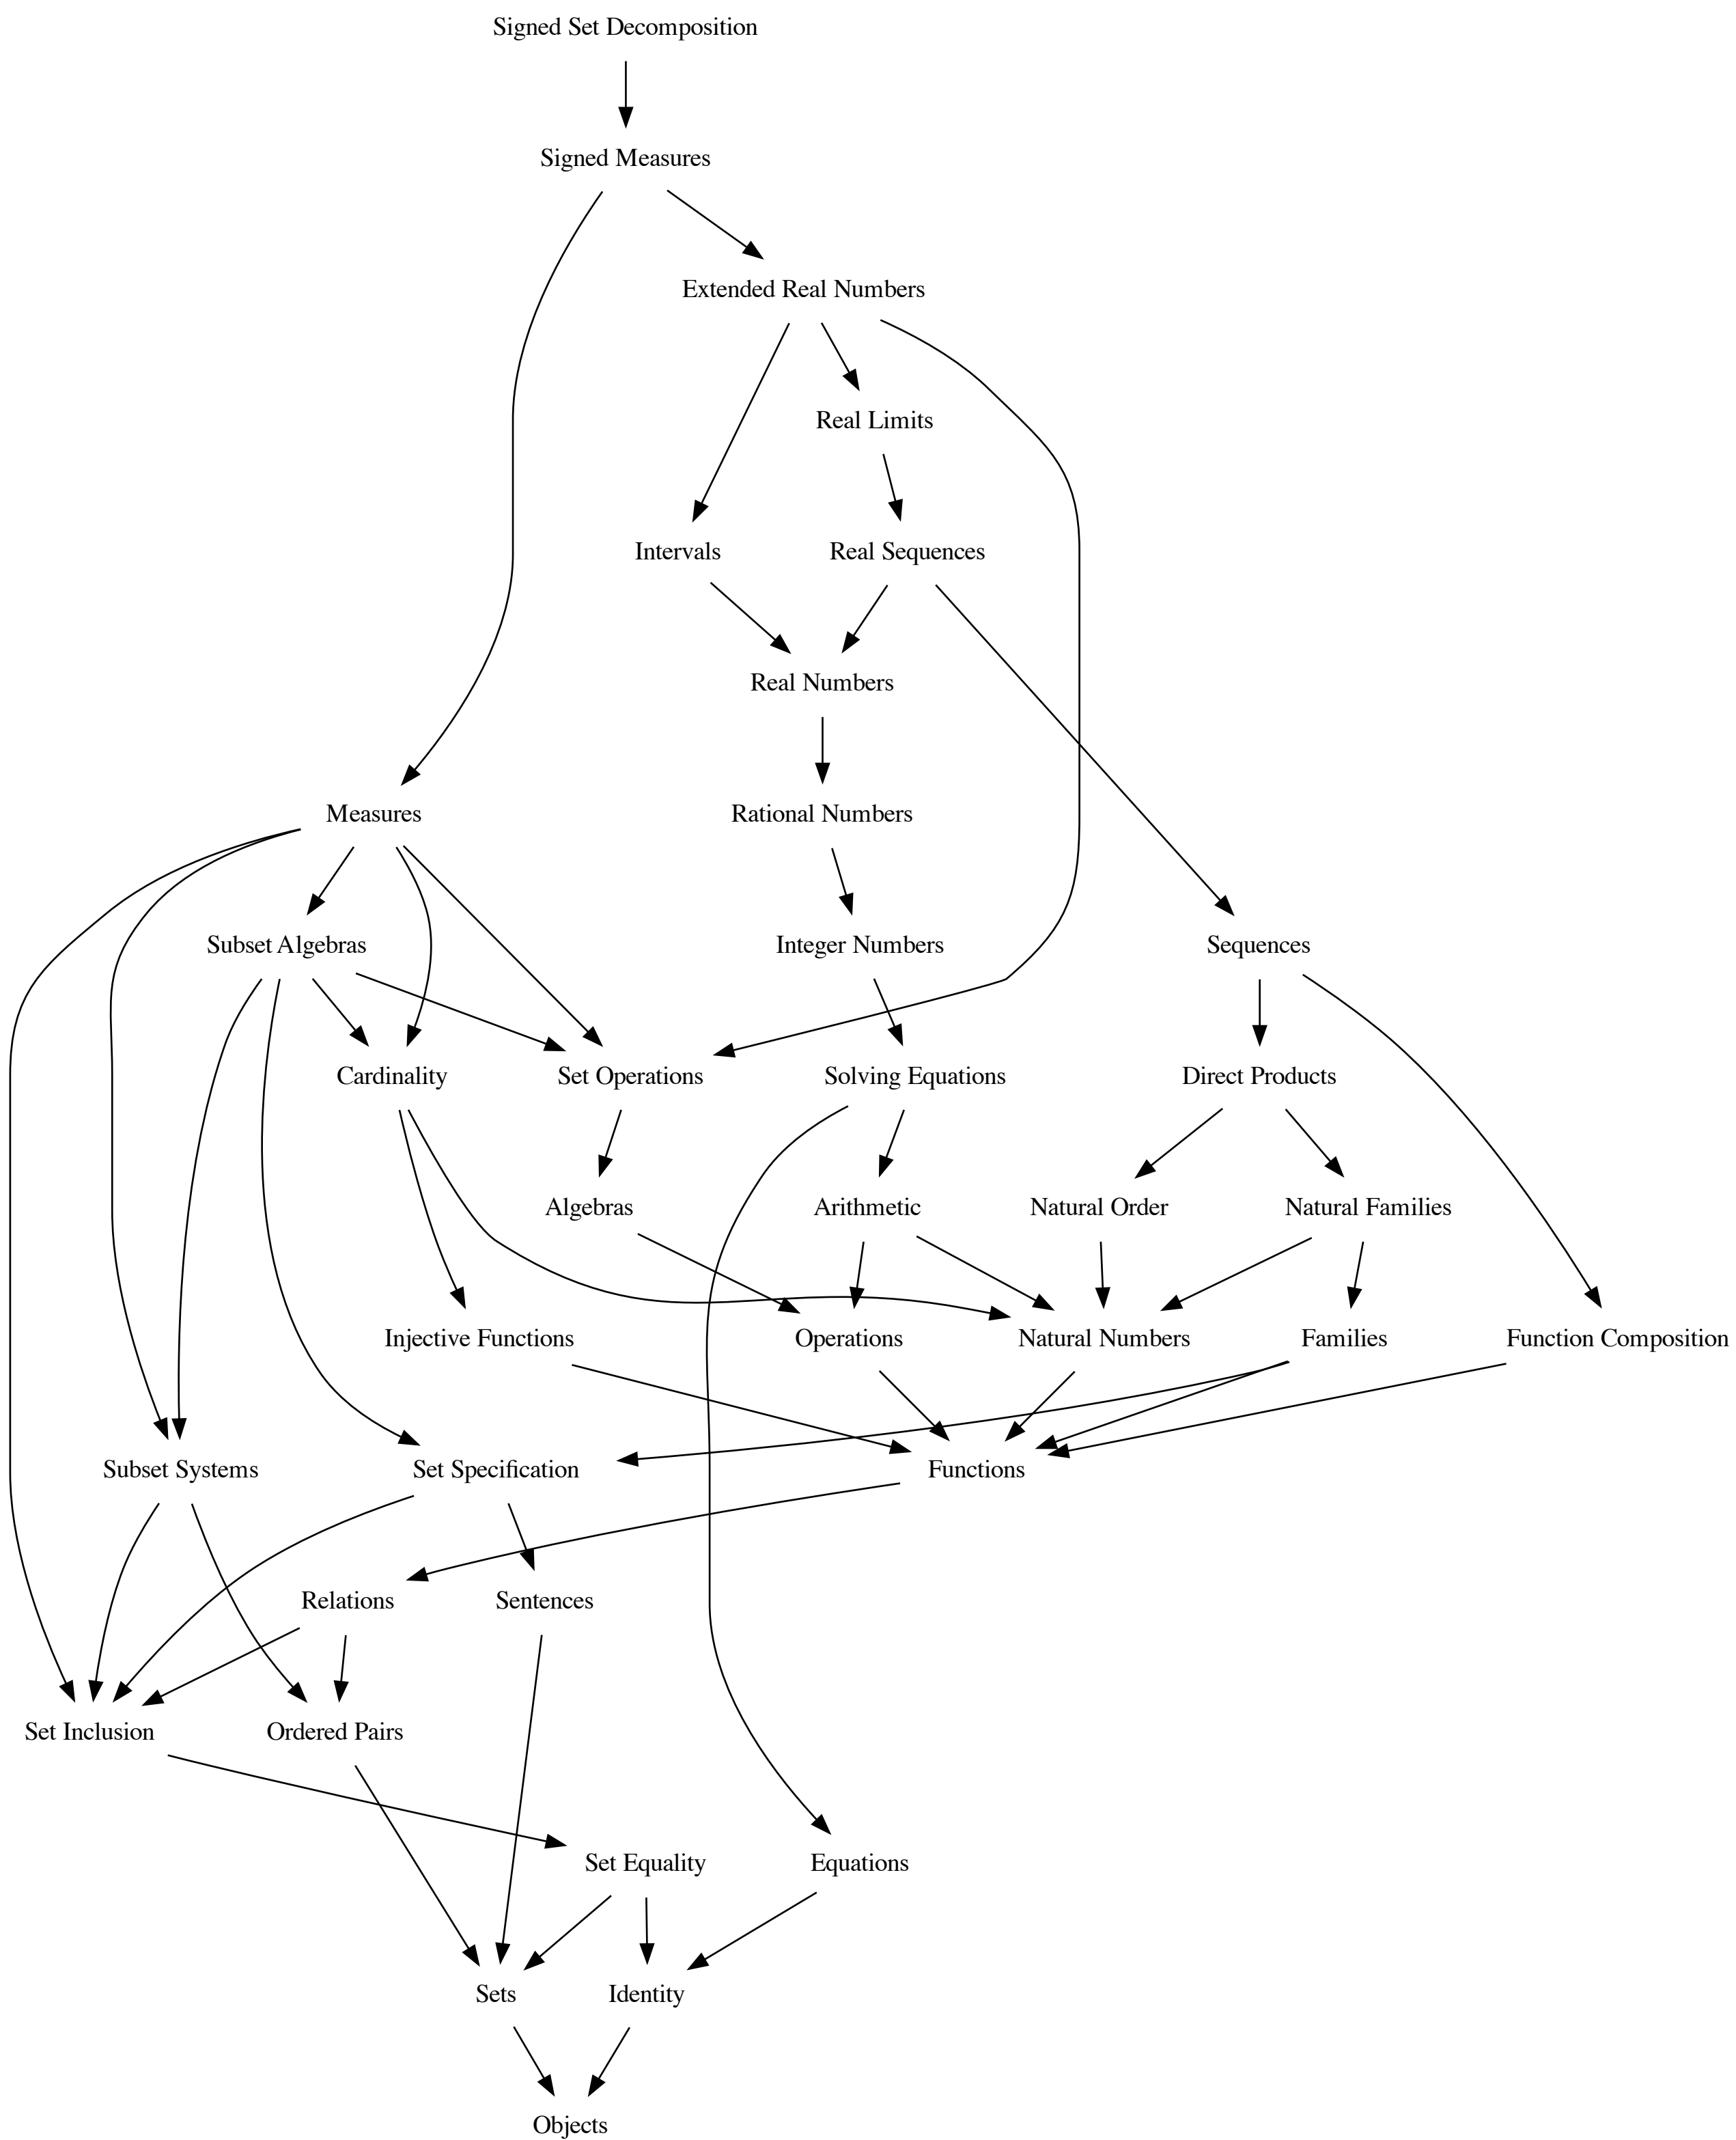 Signed Set Decomposition
Signed Measures
Extended Real Numbers
Real Limits
Intervals
Real Sequences
Real Numbers
Measures
Rational Numbers
Subset Algebras
Integer Numbers
Sequences
Cardinality
Set Operations
Solving Equations
Direct Products
Algebras
Arithmetic
Natural Order
Natural Families
Injective Functions
Operations
Natural Numbers
Families
Function Composition
Subset Systems
Set Specification
Functions
Relations
Sentences
Set Inclusion
Ordered Pairs
Set Equality
Equations
Sets
Identity
Objects